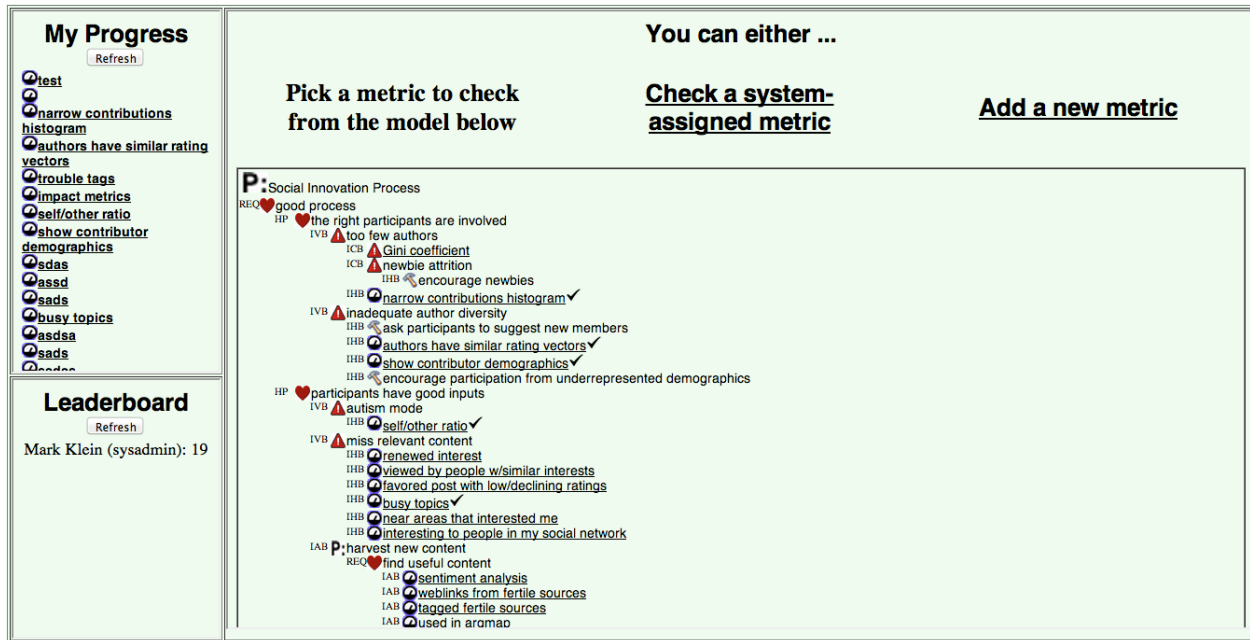 My Progress
Refresh
test
narrow contributions
histogram
authors have similar rating
vectors
trouble tags
impact metrics
self/other ratio
show contributor
demographics
sdas
assd
sads
busy topics
asdsa
sads
Leaderboard
Refresh
Mark Klein (sysadmin): 19
You can either ...
Pick a metric to check
from the model below
Check a system-
assigned metric
Add a new metric
P: Social Innovation Process
REQ good process
HP the right participants are involved
IVB too few authors
ICB Gini coefficient
ICB newbie attrition
IHB encourage newbies
IHB narrow contributions histogram ✓
IVB inadequate author diversity
IHB ask participants to suggest new members
IHB authors have similar rating vectors ✓
IHB show contributor demographics ✓
IHB encourage participation from underrepresented demographics
HP participants have good inputs
IVB autism mode
IHB self/other ratio ✓
IVB miss relevant content
IHB renewed interest
IHB viewed by people w/similar interests
IHB favored post with low/declining ratings
IHB busy topics ✓
IHB near areas that interested me
IHB interesting to people in my social network
IAB P: harvest new content
REQ find useful content
IAB sentiment analysis
IAB weblinks from fertile sources
IAB tagged fertile sources
IAB used in argmap